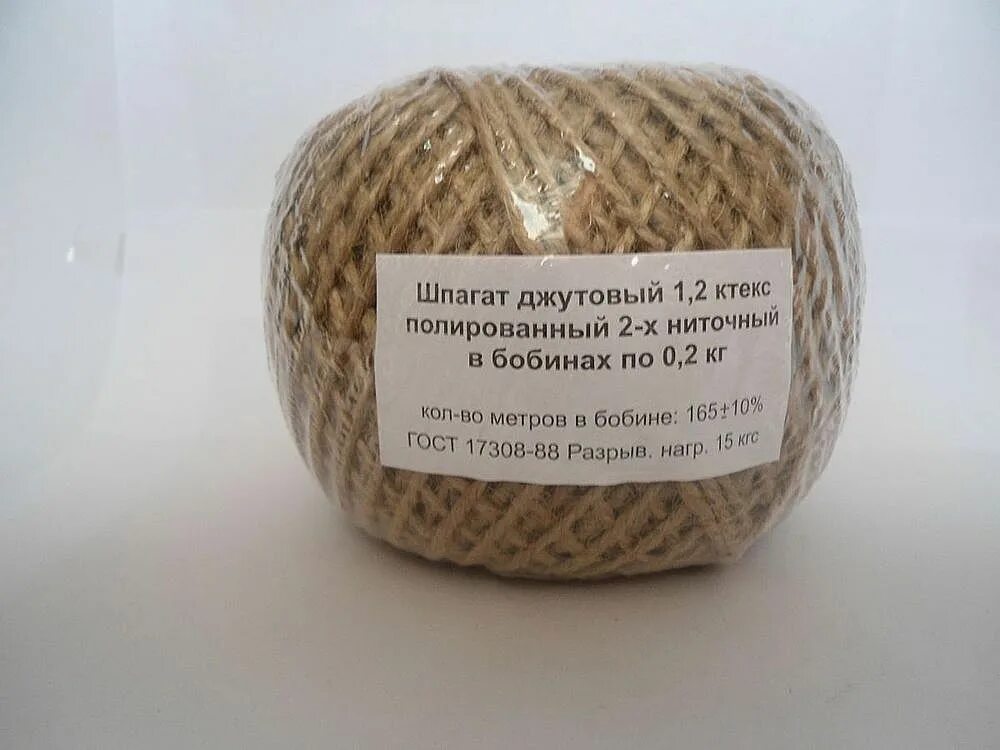 Шпагат джутовый 1,2 ктекс
полированный 2-х ниточный
в бобинах по 0,2 кг
кол-во метров в бобине: 165±10%
ГОСТ 17308-88 Разрыв. нагр. 15 кгс